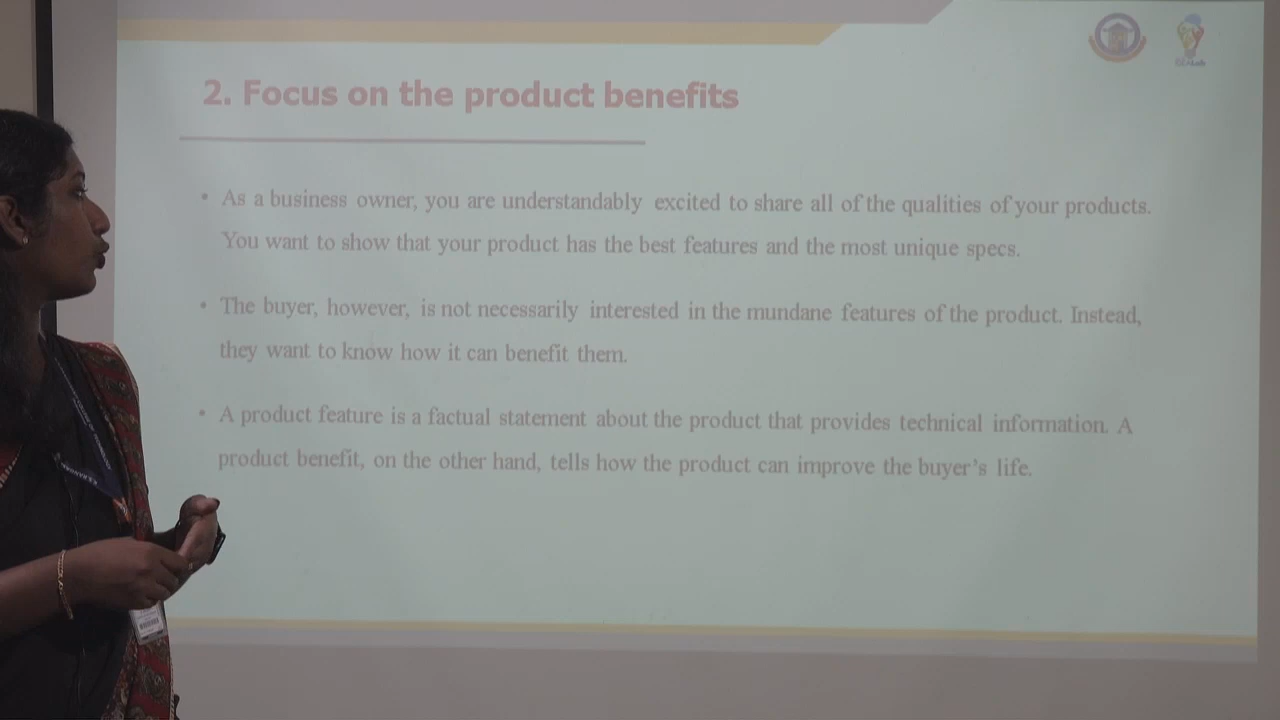 2. Focus on the product benefits
• As a business owner, you are understandably excited to share all of the qualities of your products.
You want to show that your product has the best features and the most unique specs.
• The buyer, however, is not necessarily interested in the mundane features of the product. Instead,
they want to know how it can benefit them.
• A product feature is a factual statement about the product that provides technical information. A
product benefit, on the other hand, tells how the product can improve the buyer's life.